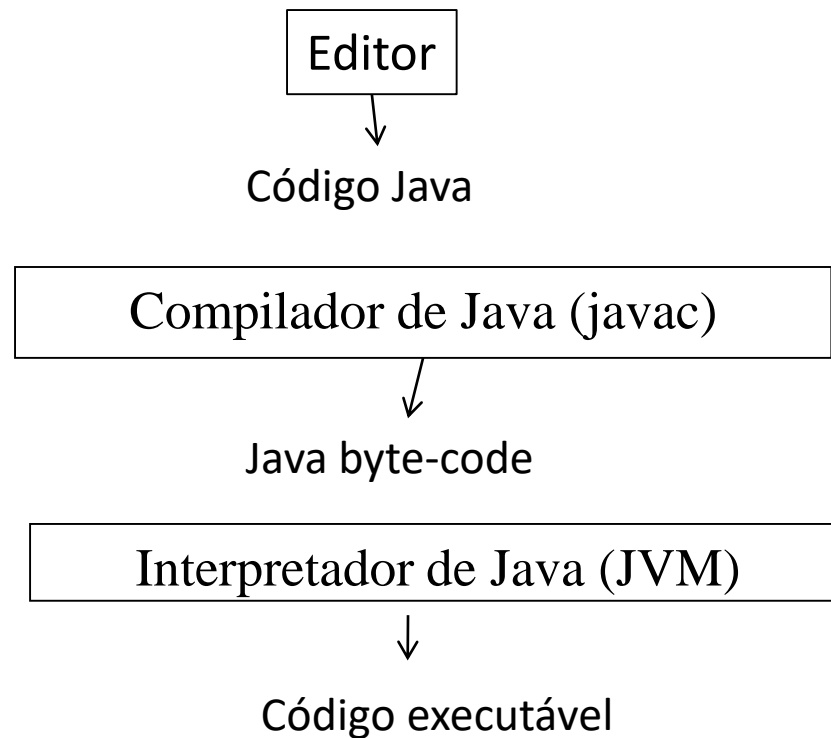 Editor
Código Java
Compilador de Java (javac)
Java byte-code
Interpretador de Java (JVM)
Código executável